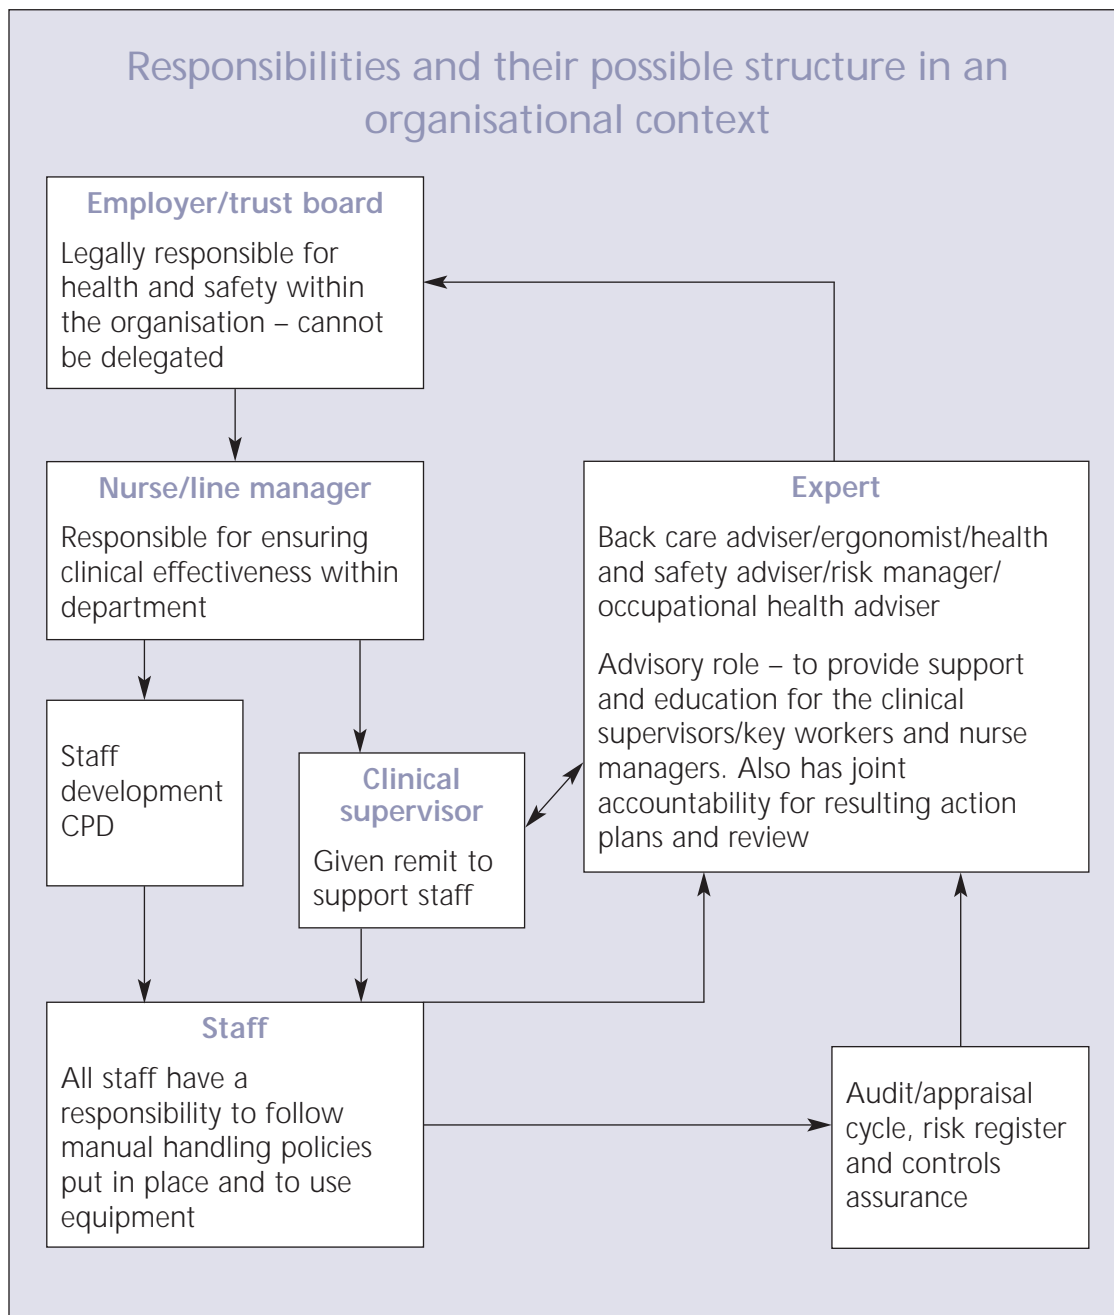 Responsibilities and their possible structure in an
organisational context
Employer/trust board
Legally responsible for
health and safety within
the organisation – cannot
be delegated
Nurse/line manager
Responsible for ensuring
clinical effectiveness within
department
Expert
Back care adviser/ergonomist/health
and safety adviser/risk manager/
occupational health adviser
Advisory role – to provide support
and education for the clinical
supervisors/key workers and nurse
managers. Also has joint
accountability for resulting action
plans and review
Staff
development
CPD
Clinical
supervisor
Given remit to
support staff
Staff
All staff have a
responsibility to follow
manual handling policies
put in place and to use
equipment
Audit/appraisal
cycle, risk register
and controls
assurance